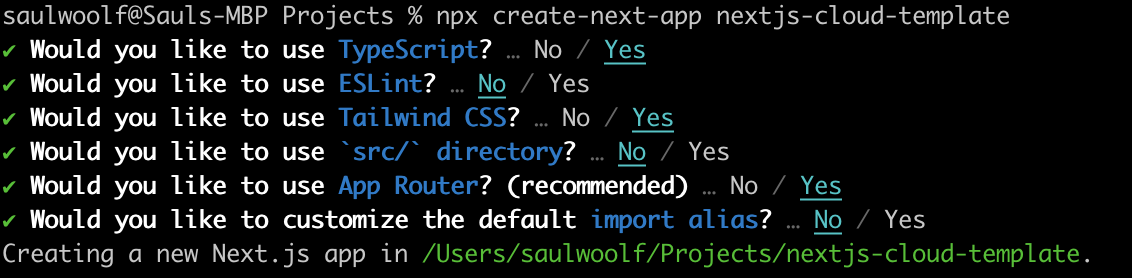 saulwoolf@Sauls-MBP Projects % npx create-next-app nextjs-cloud-template
✔ Would you like to use TypeScript? … No / Yes
✔ Would you like to use ESLint? … No / Yes
✔ Would you like to use Tailwind CSS? … No / Yes
✔ Would you like to use `src/` directory? … No / Yes
✔ Would you like to use App Router? (recommended) … No / Yes
✔ Would you like to customize the default import alias? … No / Yes
Creating a new Next.js app in /Users/saulwoolf/Projects/nextjs-cloud-template.